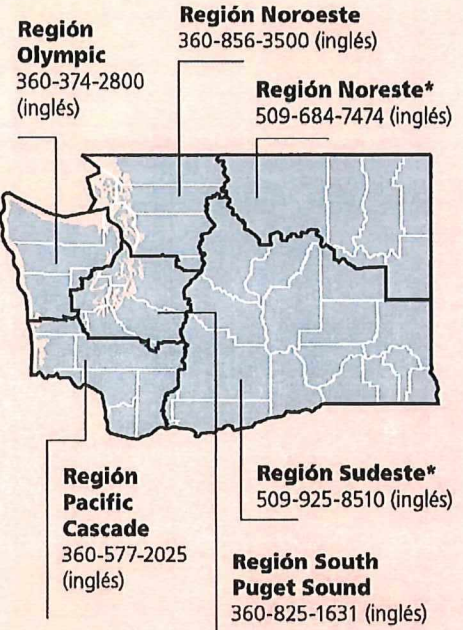 Región
Olympic
360-374-2800
(inglés)
Región Noroeste
360-856-3500 (inglés)
Región Noreste*
509-684-7474 (inglés)
Región
Pacific
Cascade
360-577-2025
(inglés)
Región Sudeste*
509-925-8510 (inglés)
Región South
Puget Sound
360-825-1631 (inglés)